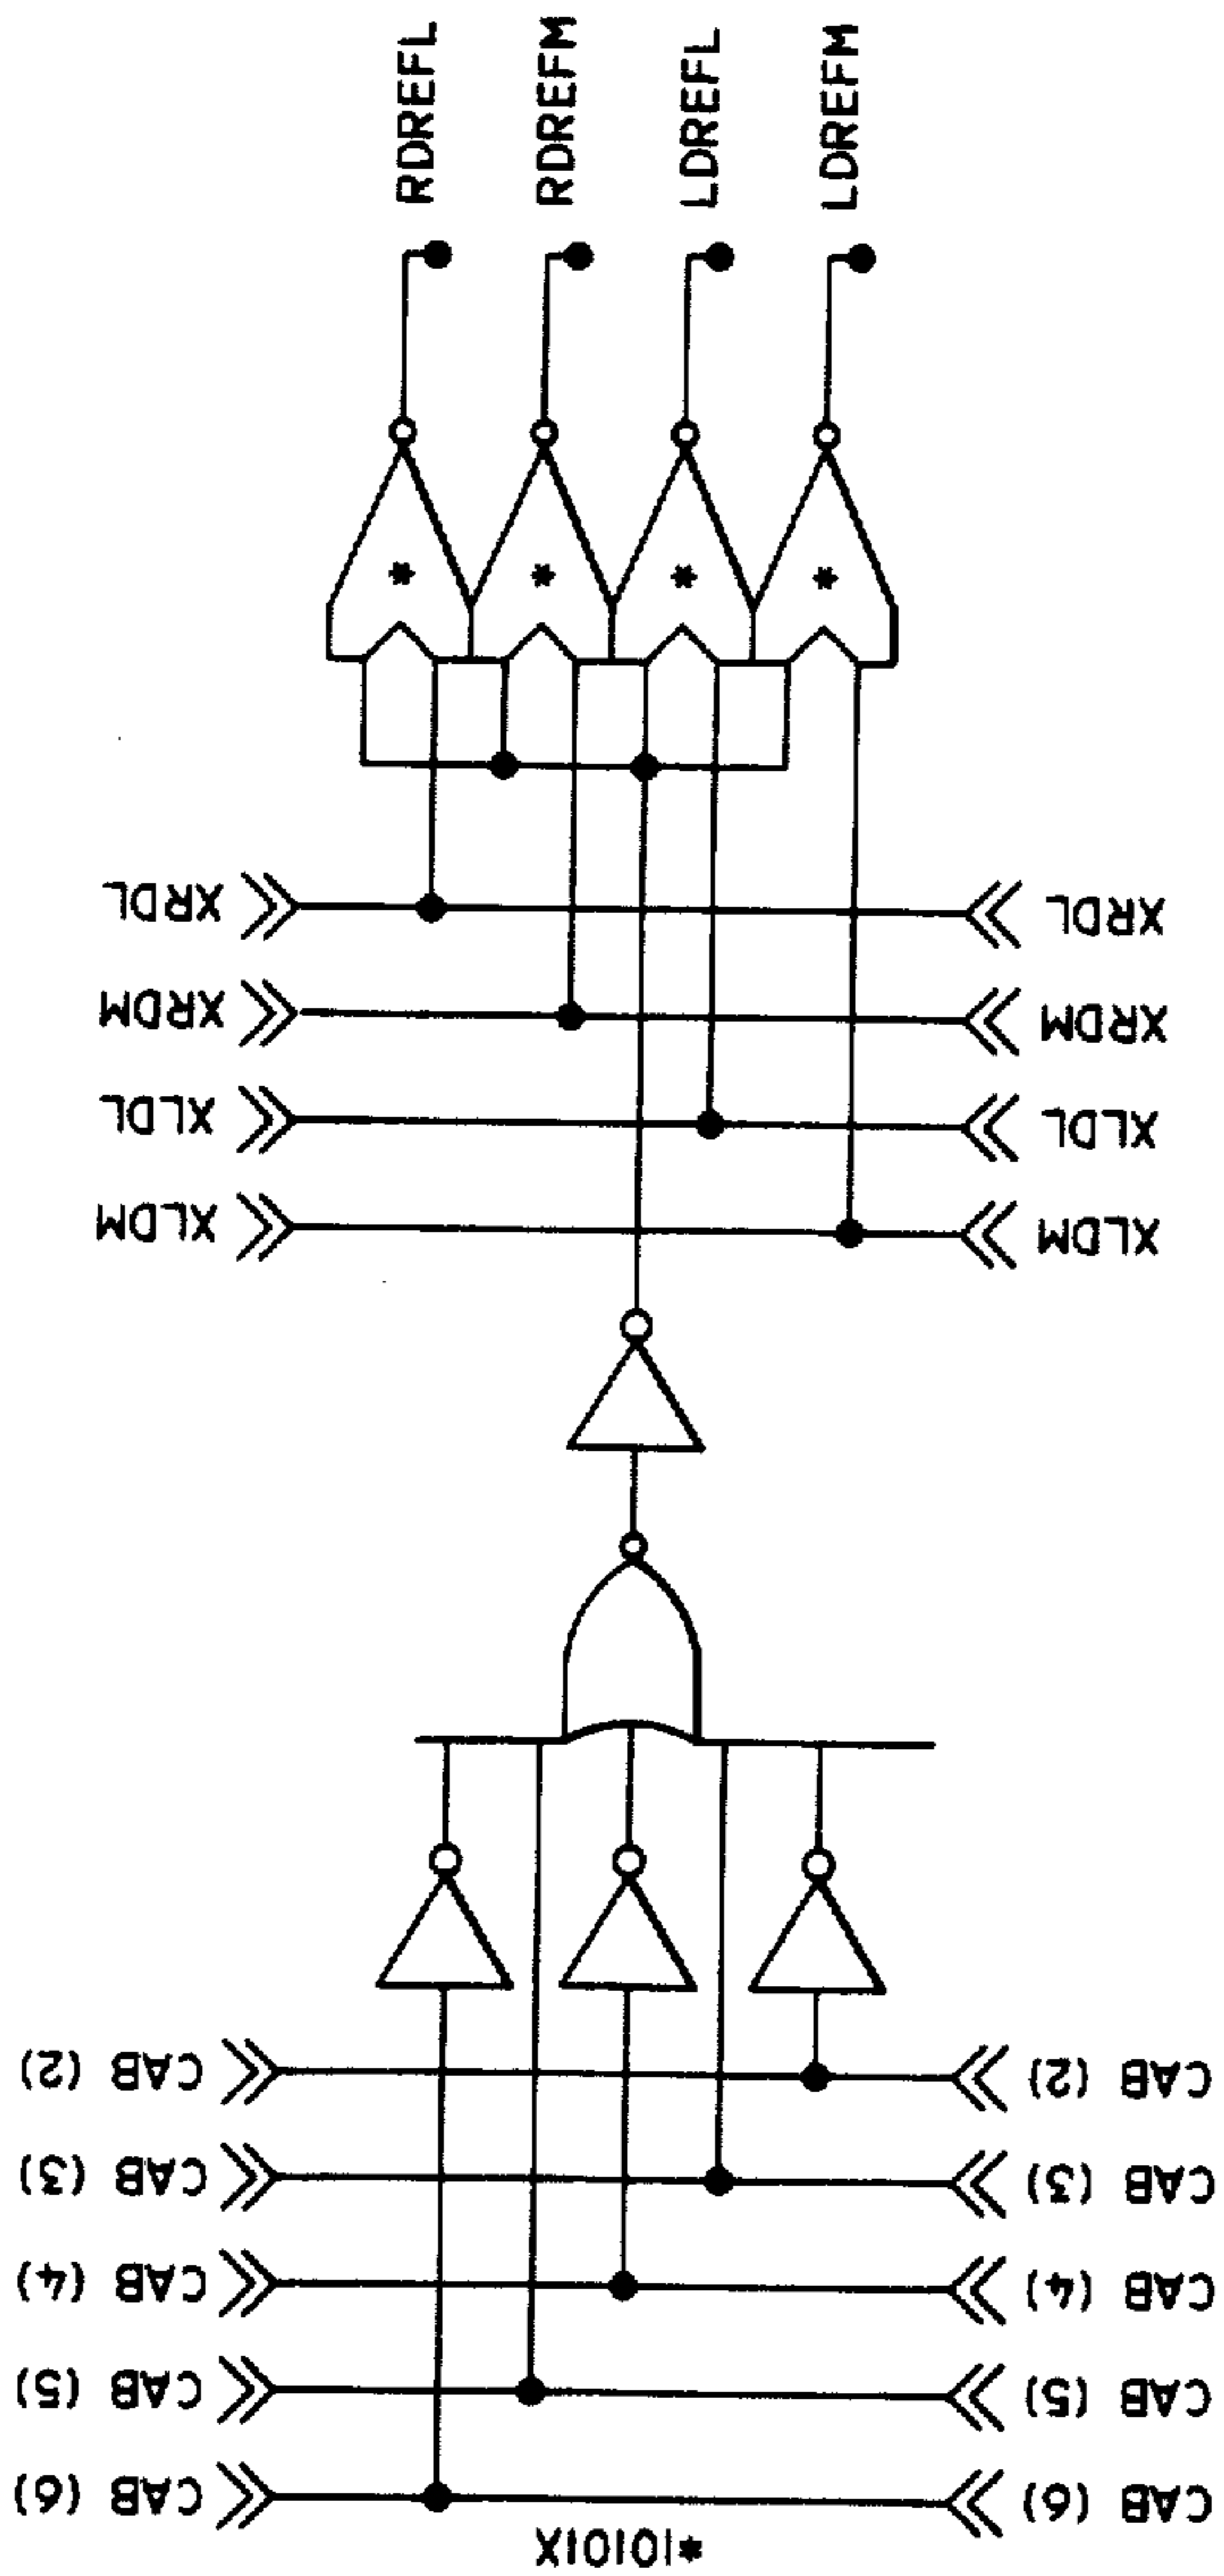 RDREFL
RDREFM
LDREFL
LDREFM
* * * *
XRDL XRDL
XRDM XRDM
XLDL XLDL
XLDM XLDM
CAB (2) CAB (2)
CAB (3) CAB (3)
CAB (4) CAB (4)
CAB (5) CAB (5)
CAB (6) CAB (6)
*10101X